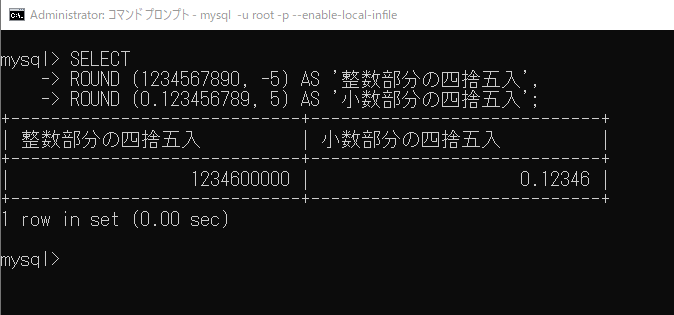 Administrator: コマンド プロンプト - mysql -u root -p --enable-local-infile
mysql> SELECT
    -> ROUND (1234567890, -5) AS '整数部分の四捨五入',
    -> ROUND (0.123456789, 5) AS '小数部分の四捨五入';
+-----------------------------+-----------------------------+
| 整数部分の四捨五入          | 小数部分の四捨五入          |
+-----------------------------+-----------------------------+
|                  1234600000 |                     0.12346 |
+-----------------------------+-----------------------------+
1 row in set (0.00 sec)
mysql>